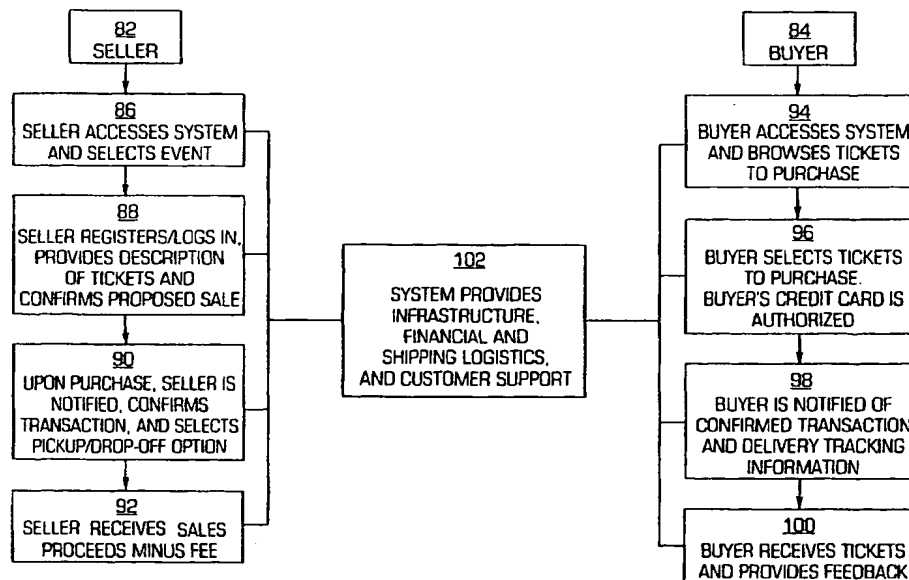 82
SELLER
86
SELLER ACCESSES SYSTEM
AND SELECTS EVENT
88
SELLER REGISTERS/LOGS IN,
PROVIDES DESCRIPTION
OF TICKETS AND
CONFIRMS PROPOSED SALE
90
UPON PURCHASE, SELLER IS
NOTIFIED, CONFIRMS
TRANSACTION, AND SELECTS
PICKUP/DROP-OFF OPTION
92
SELLER RECEIVES SALES
PROCEEDS MINUS FEE
102
SYSTEM PROVIDES
INFRASTRUCTURE,
FINANCIAL AND
SHIPPING LOGISTICS,
AND CUSTOMER SUPPORT
84
BUYER
94
BUYER ACCESSES SYSTEM
AND BROWSES TICKETS
TO PURCHASE
96
BUYER SELECTS TICKETS
TO PURCHASE.
BUYER'S CREDIT CARD IS
AUTHORIZED
98
BUYER IS NOTIFIED OF
CONFIRMED TRANSACTION
AND DELIVERY TRACKING
INFORMATION
100
BUYER RECEIVES TICKETS
AND PROVIDES FEEDBACK